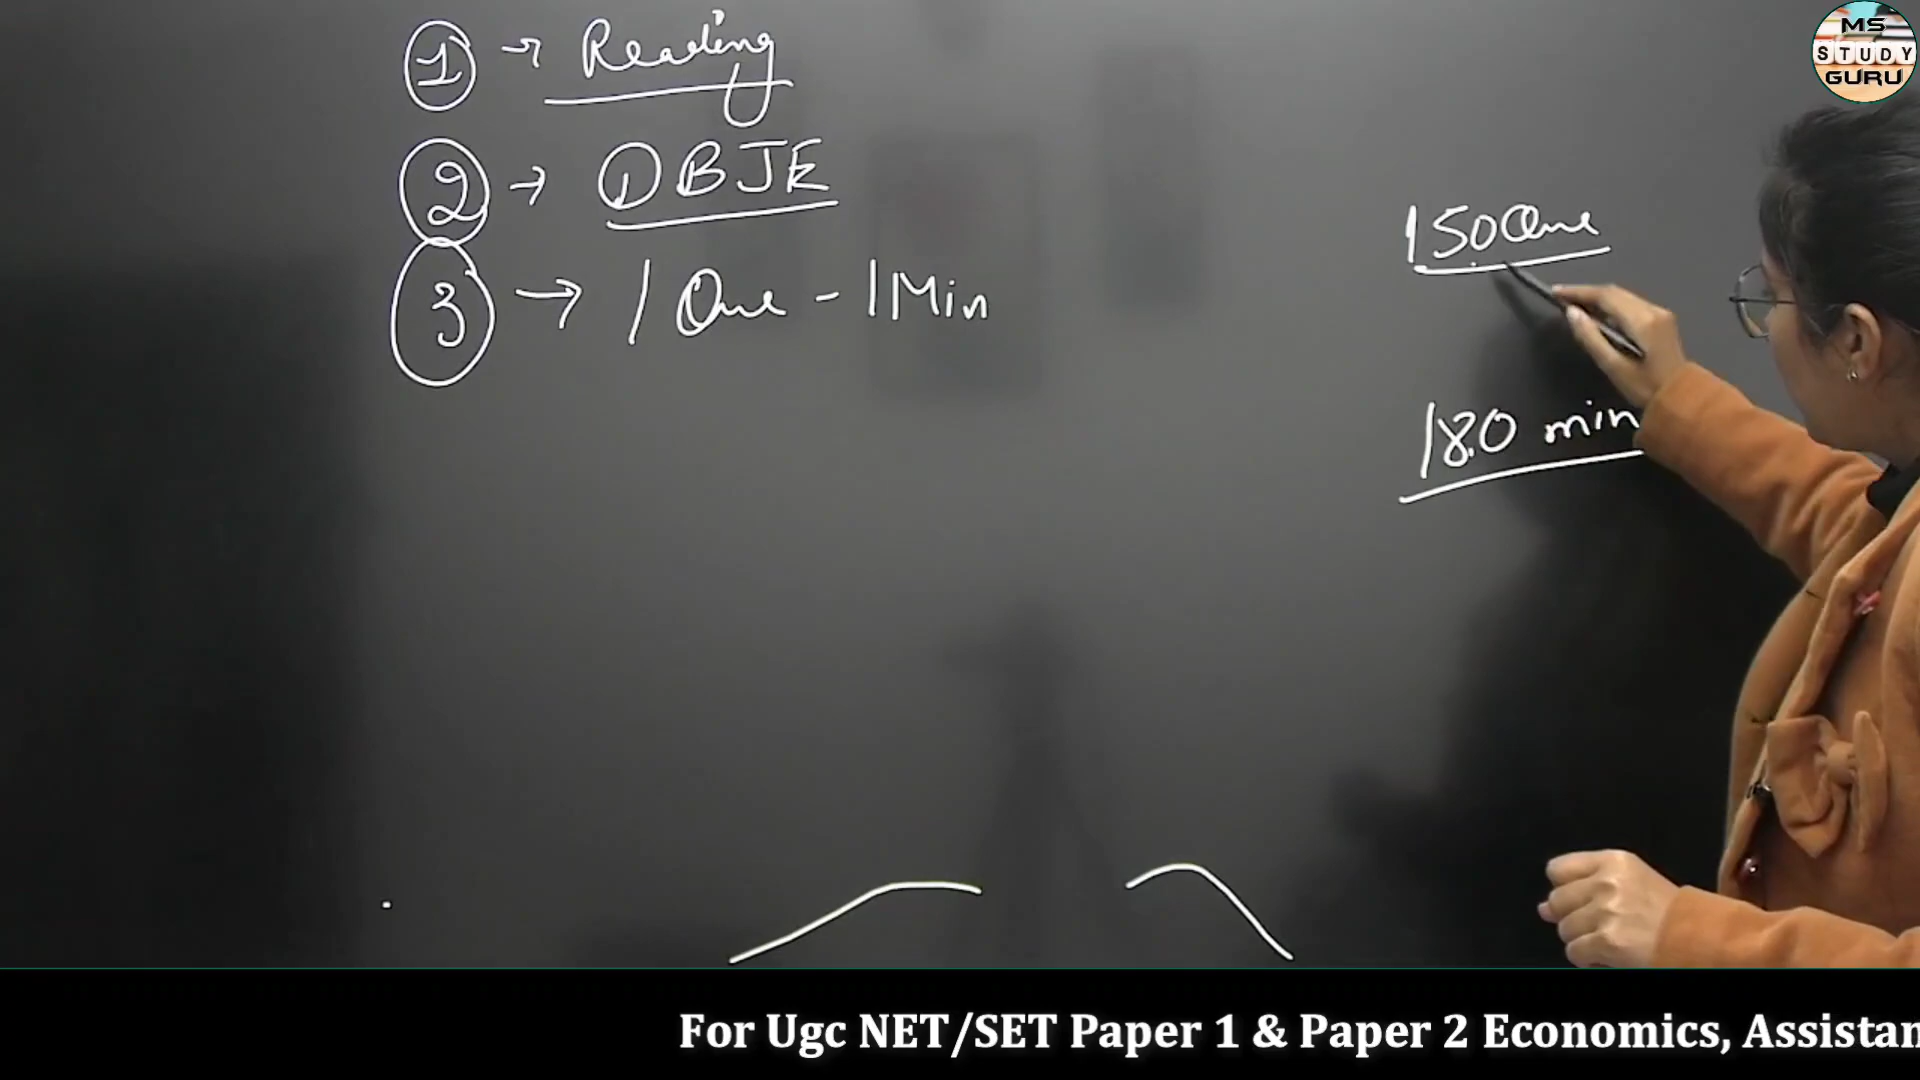 ① → Reading
② → DBJE
③ → 1 Que - 1 Min
150 Que
180 min
MS
STUDY
GURU
For Ugc NET/SET Paper 1 & Paper 2 Economics, Assistan